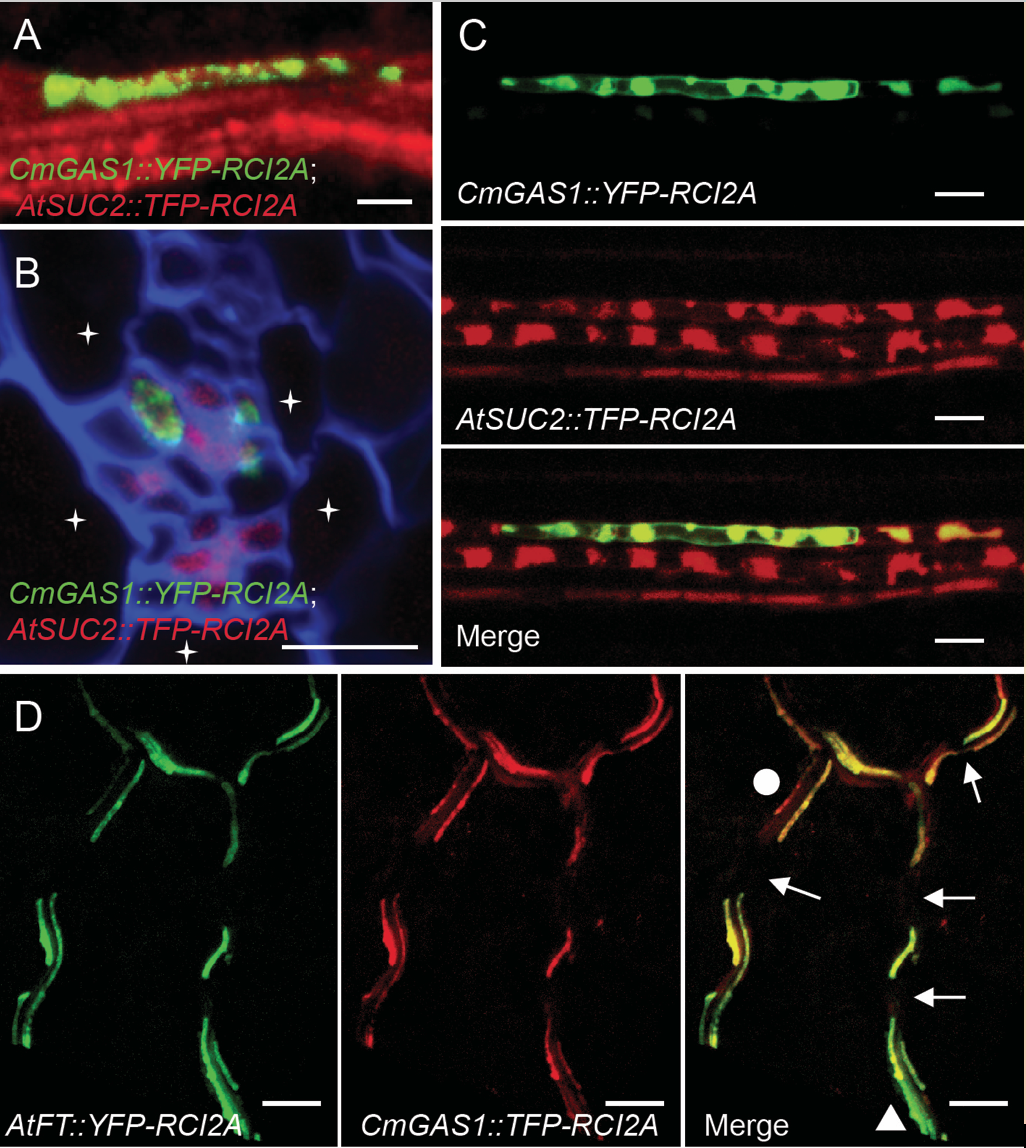 A
CmGAS1::YFP-RCI2A;
AtSUC2::TFP-RCI2A
B
CmGAS1::YFP-RCI2A;
AtSUC2::TFP-RCI2A
C
CmGAS1::YFP-RCI2A
AtSUC2::TFP-RCI2A
Merge
D
AtFT::YFP-RCI2A
CmGAS1::TFP-RCI2A
Merge